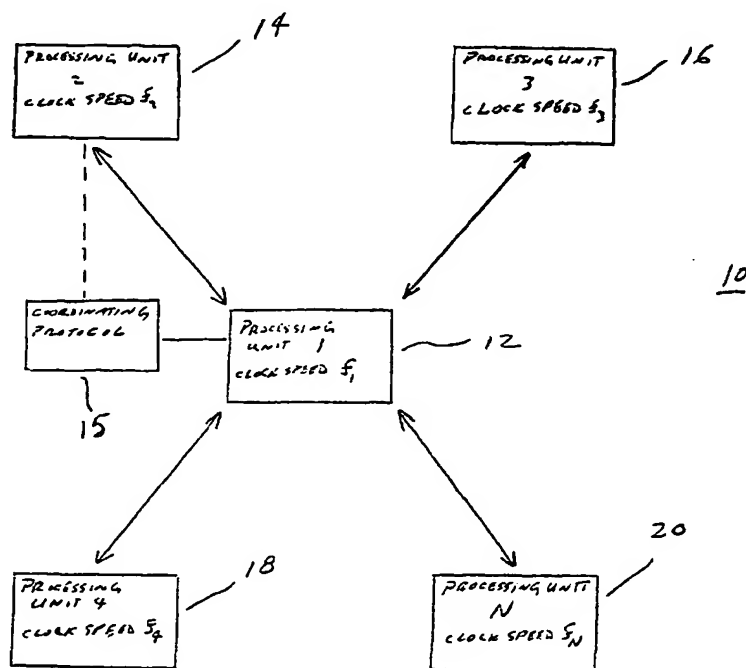 14
PROCESSING UNIT
2
CLOCK SPEED f2
16
PROCESSING UNIT
3
CLOCK SPEED f3
10
COORDINATING
PROTOCOL
15
PROCESSING
UNIT 1
CLOCK SPEED f1
12
18
PROCESSING
UNIT 4
CLOCK SPEED f4
20
PROCESSING UNIT
N
CLOCK SPEED fN